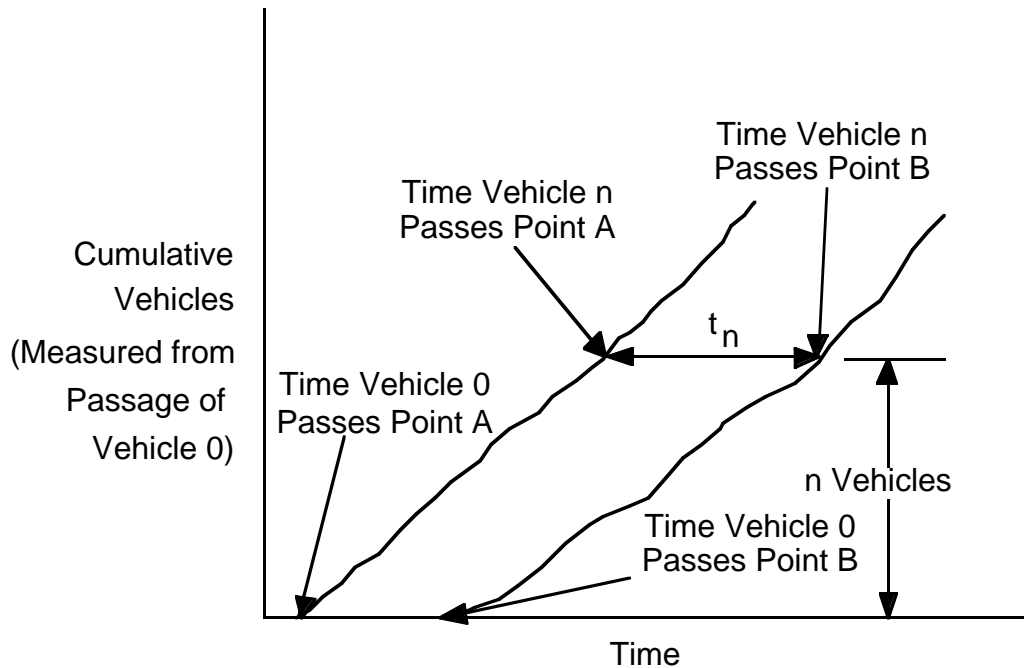 Time Vehicle n
Passes Point B
Time Vehicle n
Passes Point A
Cumulative
Vehicles
(Measured from
Passage of
Vehicle 0)
t n
Time Vehicle 0
Passes Point A
n Vehicles
Time Vehicle 0
Passes Point B
Time